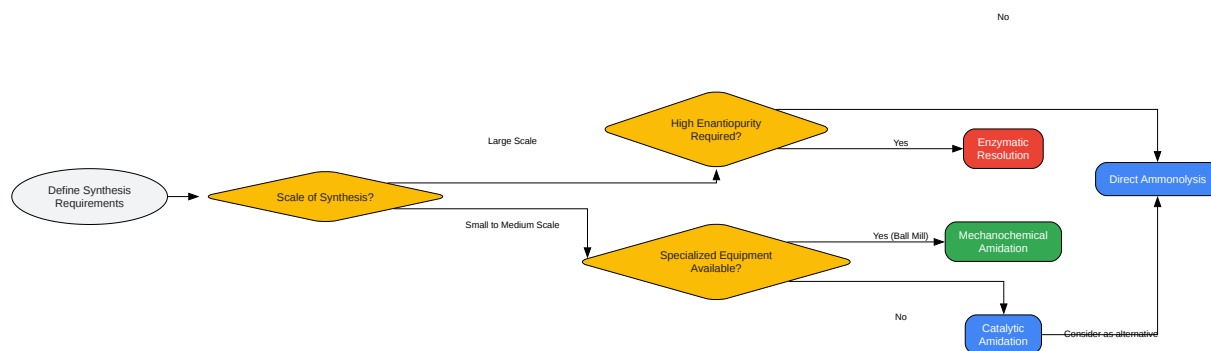 No
High Enantiopurity
Required?
Large Scale
Yes
Enzymatic
Resolution
Define Synthesis
Requirements
Scale of Synthesis?
Direct Ammonolysis
Small to Medium Scale
Specialized Equipment
Available?
Yes (Ball Mill)
Mechanochemical
Amidation
No
Catalytic
Amidation
Consider as alternative